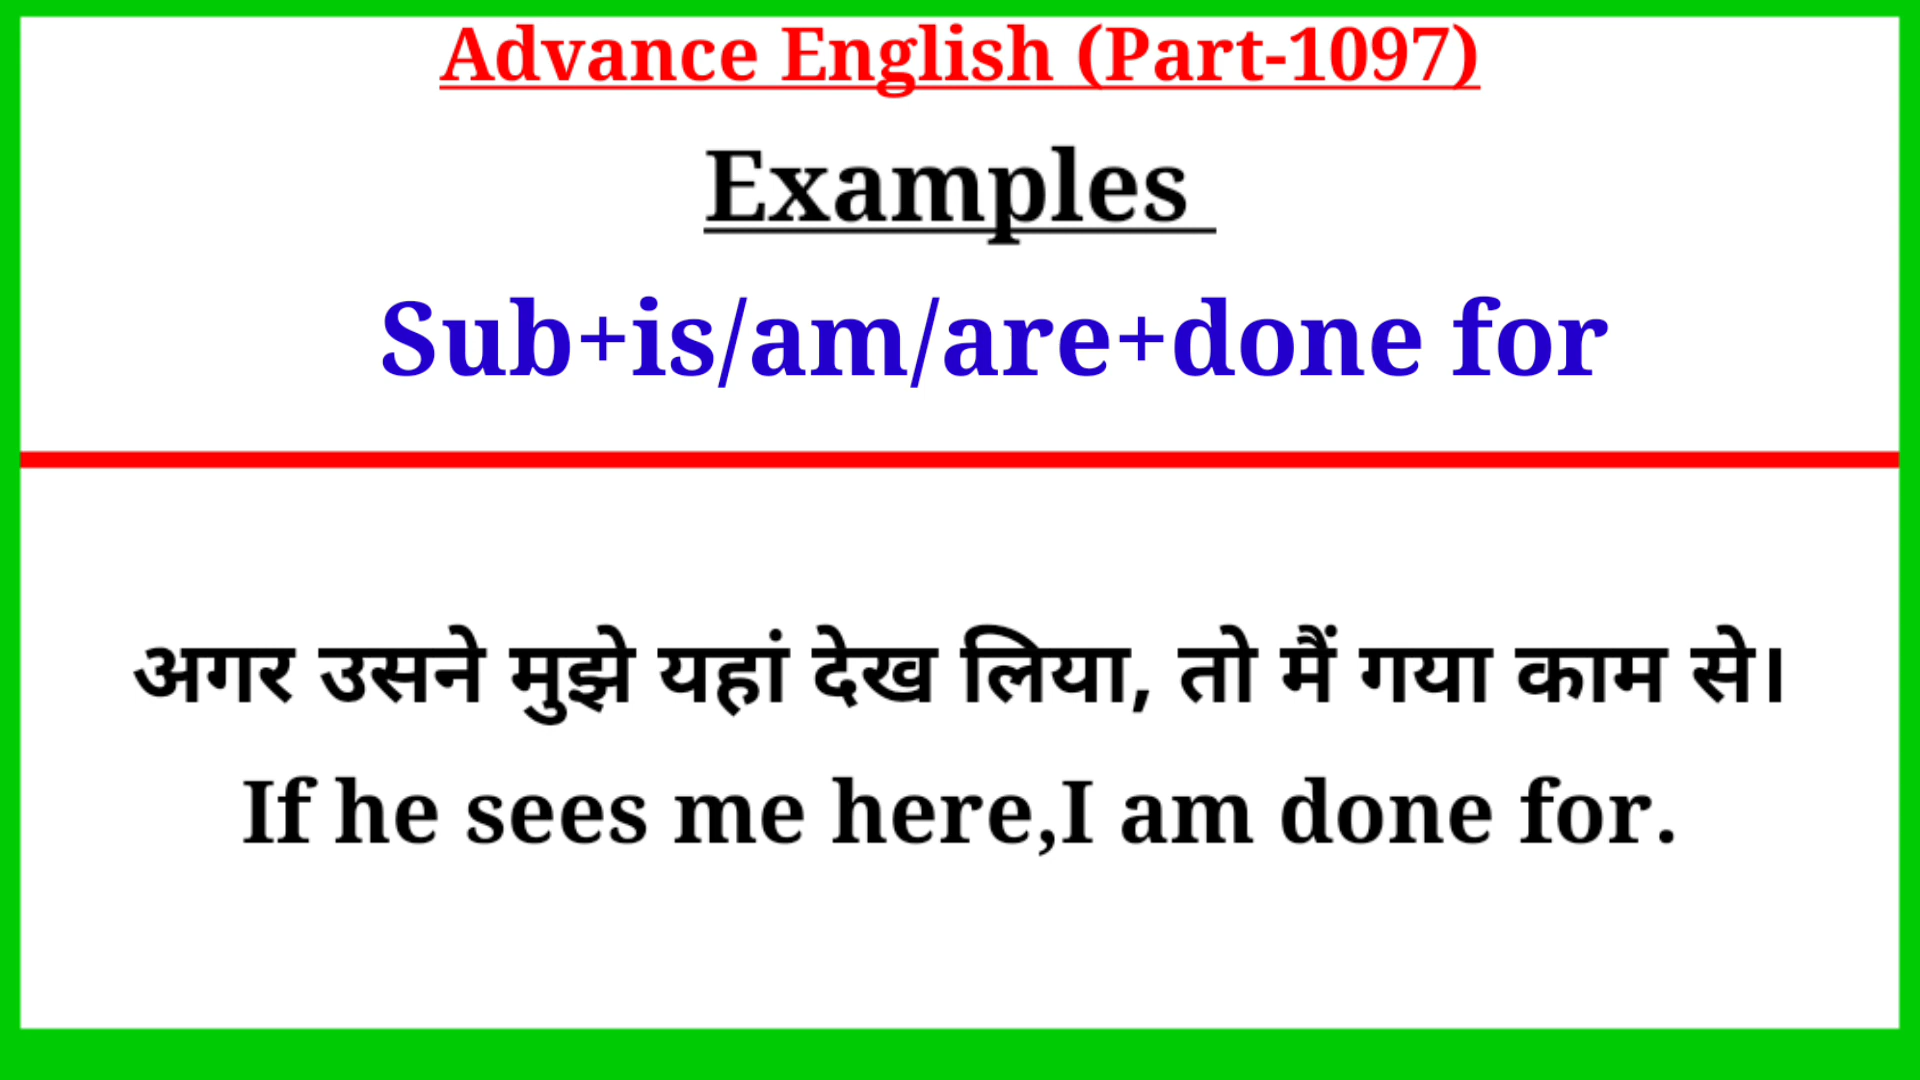 Advance English (Part-1097)
Examples
Sub+is/am/are+done for
अगर उसने मुझे यहां देख लिया, तो मैं गया काम से।
If he sees me here,I am done for.